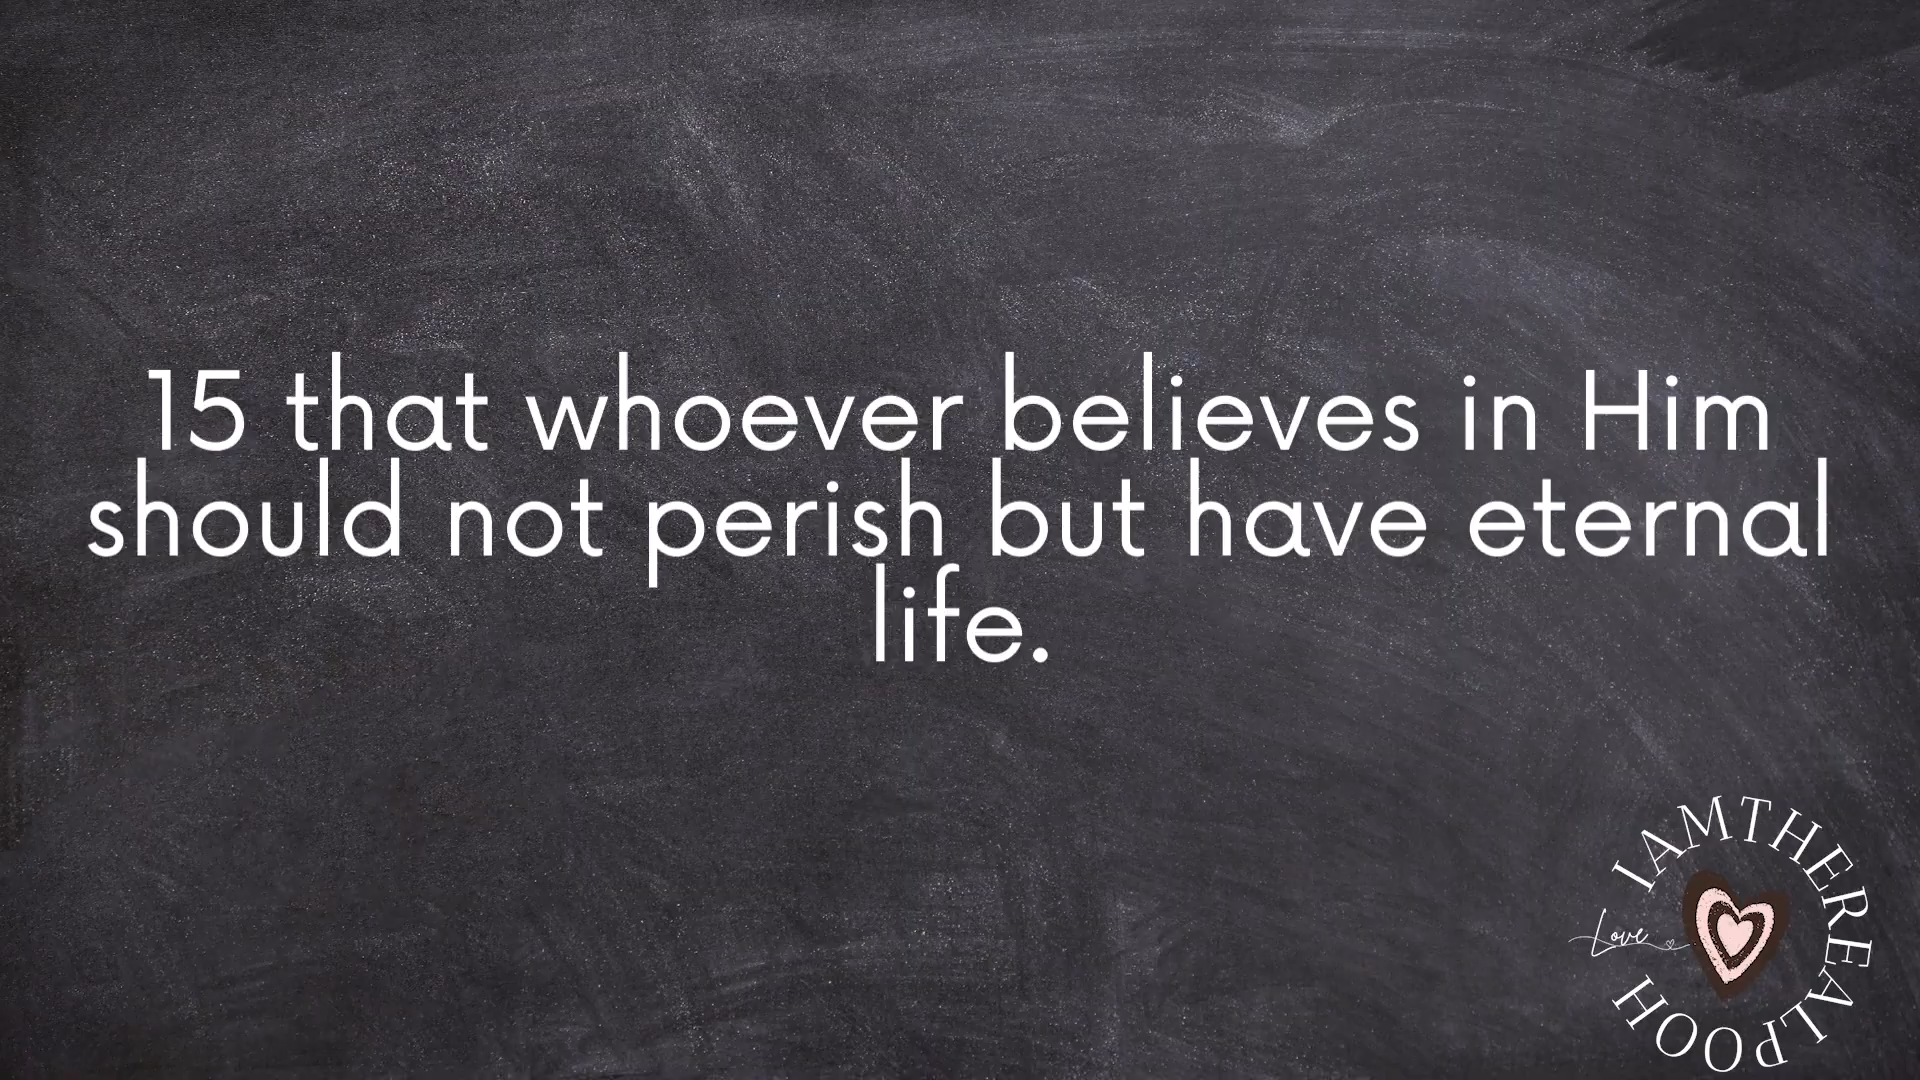 15 that whoever believes in Him
should not perish but have eternal
life.
IAMTHEREALPOOH
Love